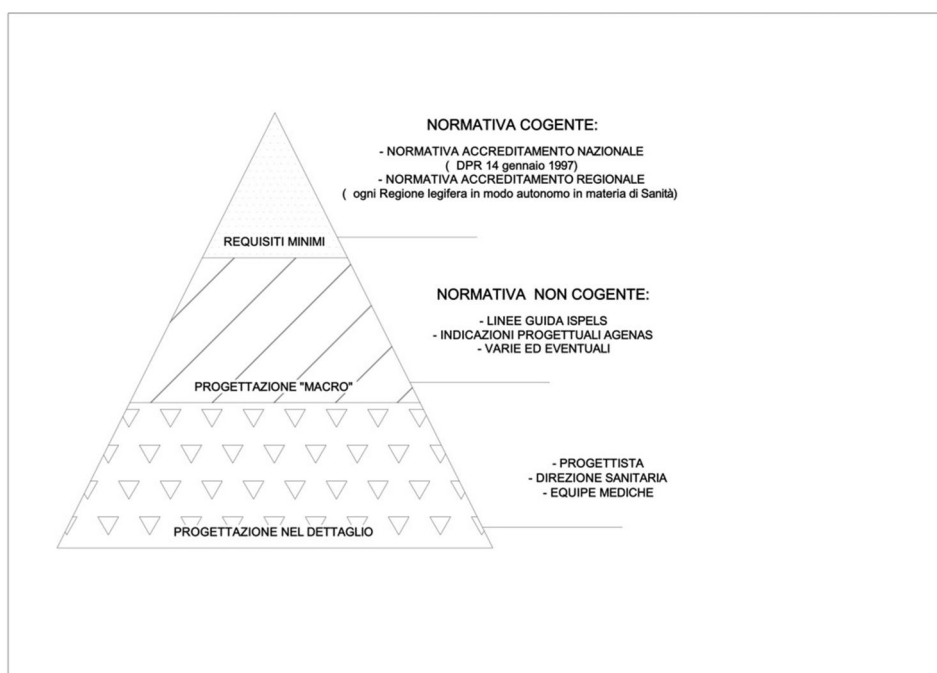 NORMATIVA COGENTE:
- NORMATIVA ACCREDITAMENTO NAZIONALE
( DPR 14 gennaio 1997)
- NORMATIVA ACCREDITAMENTO REGIONALE
( ogni Regione legifera in modo autonomo in materia di Sanità)
REQUISITI MINIMI
NORMATIVA NON COGENTE:
- LINEE GUIDA ISPELS
- INDICAZIONI PROGETTUALI AGENAS
- VARIE ED EVENTUALI
PROGETTAZIONE "MACRO"
- PROGETTISTA
- DIREZIONE SANITARIA
- EQUIPE MEDICHE
PROGETTAZIONE NEL DETTAGLIO